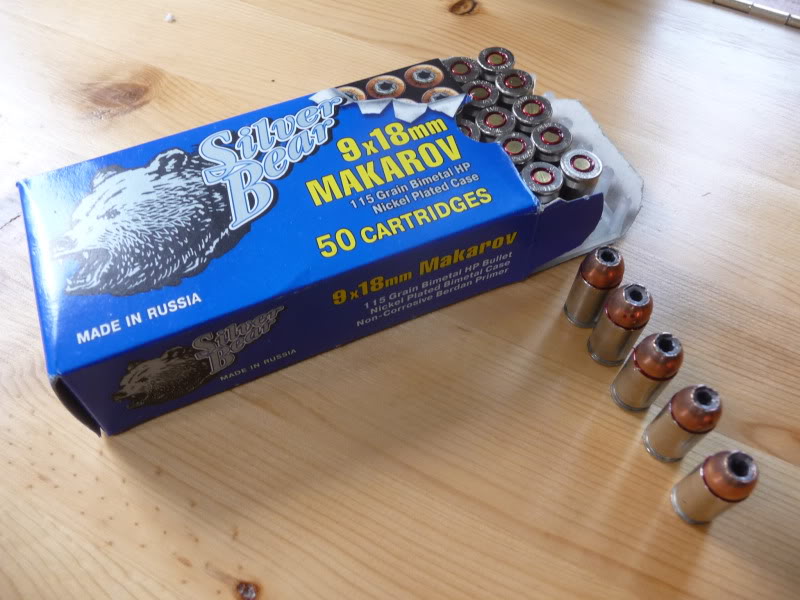 Silver
Bear
9x18mm
MAKAROV
115 Grain Bimetal HP
Nickel Plated Case
50 CARTRIDGES
MADE IN RUSSIA
9x18mm Makarov
115 Grain Bimetal HP Bullet
Nickel Plated Bimetal Case
Non-Corrosive Berdan Primer
Silver
Bear
MADE IN RUSSIA